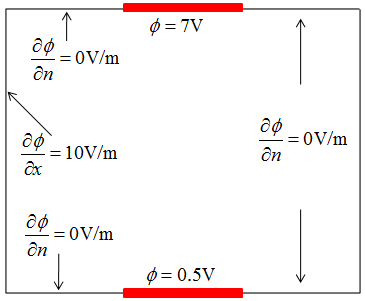 ϕ = 7V
∂ϕ/∂n = 0V/m
∂ϕ/∂x = 10V/m
∂ϕ/∂n = 0V/m
∂ϕ/∂n = 0V/m
ϕ = 0.5V